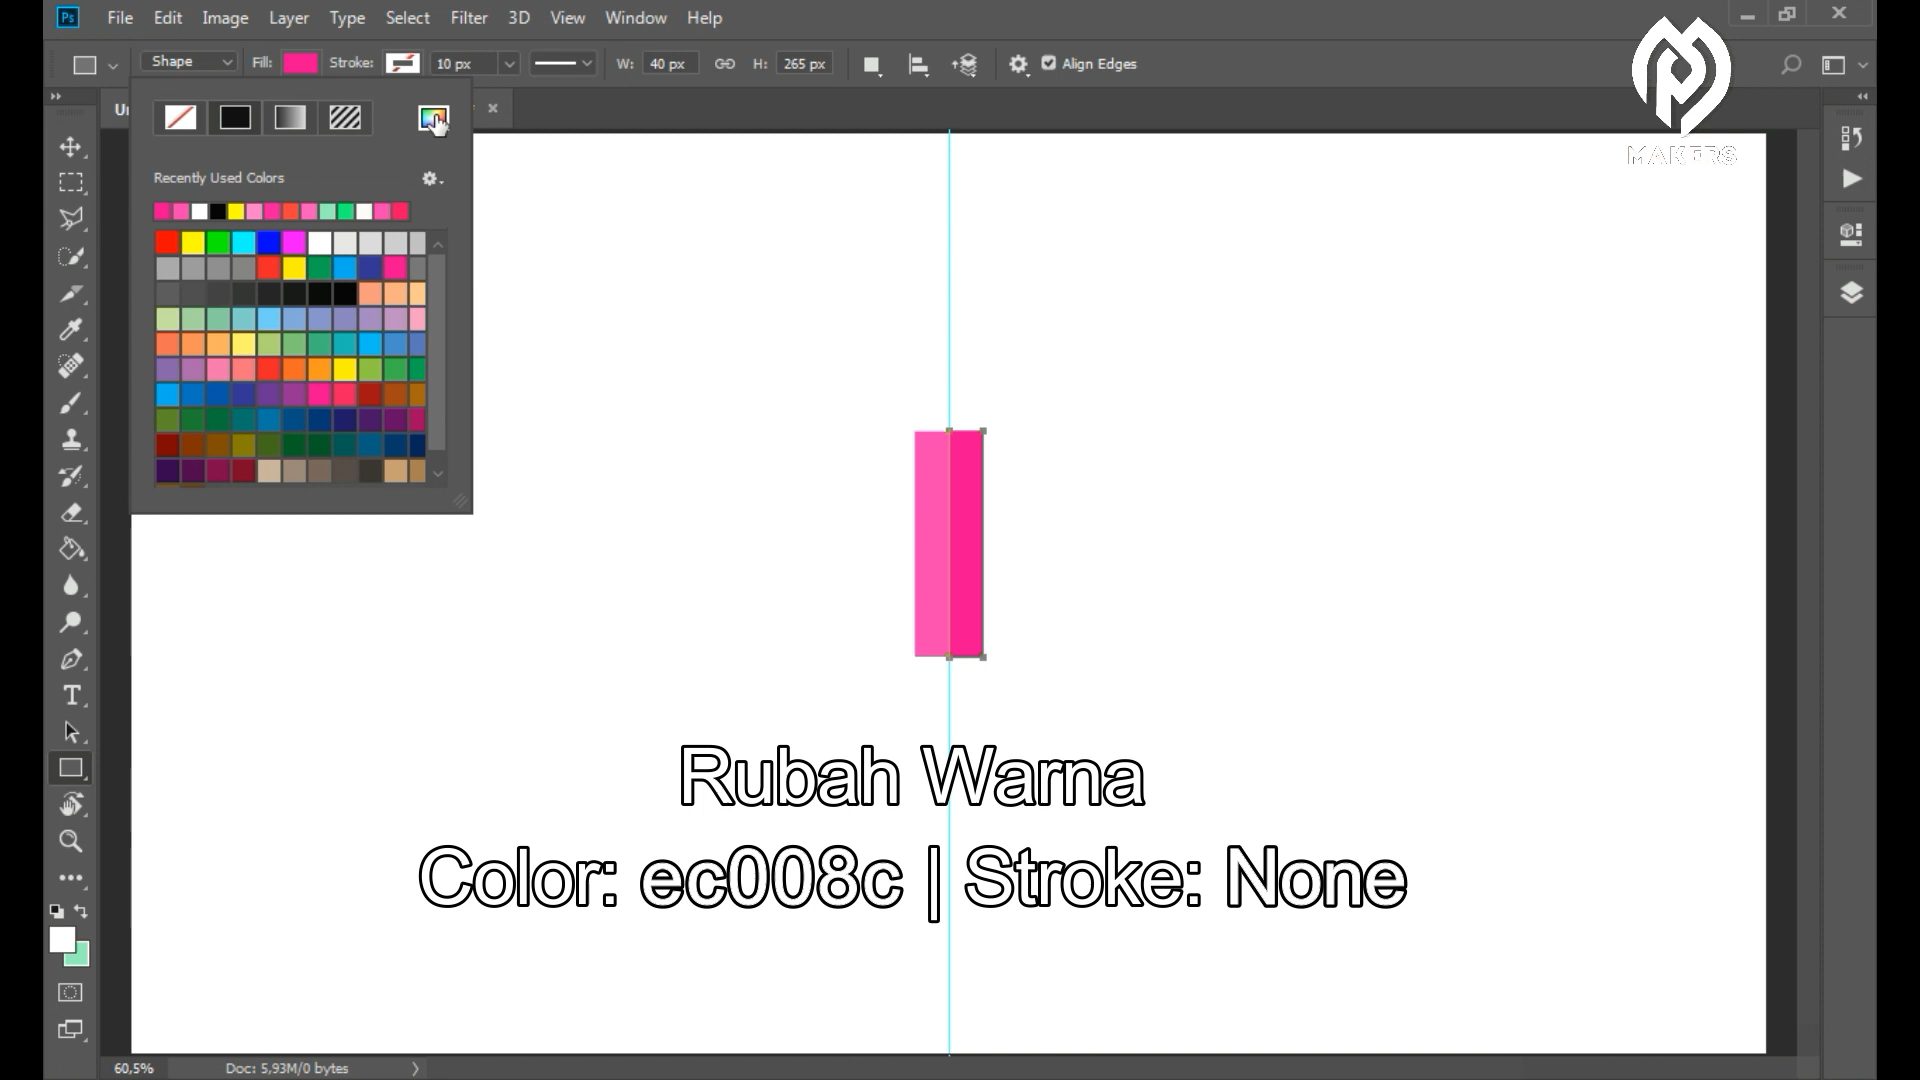 Ps File Edit Image Layer Type Select Filter 3D View Window Help
Shape Fill: Stroke: 10 px W: 40 px H: 265 px Align Edges
Recently Used Colors
MAKERS
Rubah Warna
Color: ec008c | Stroke: None
60,5% Doc: 5,93M/0 bytes